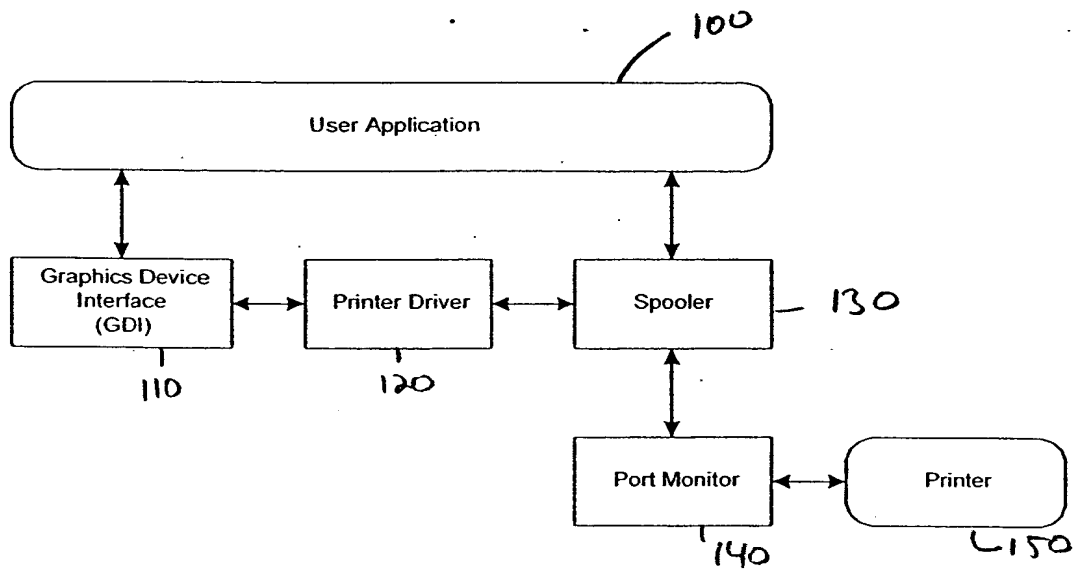 100
User Application
Graphics Device
Interface
(GDI)
Printer Driver
Spooler
130
110
120
Port Monitor
Printer
140
150